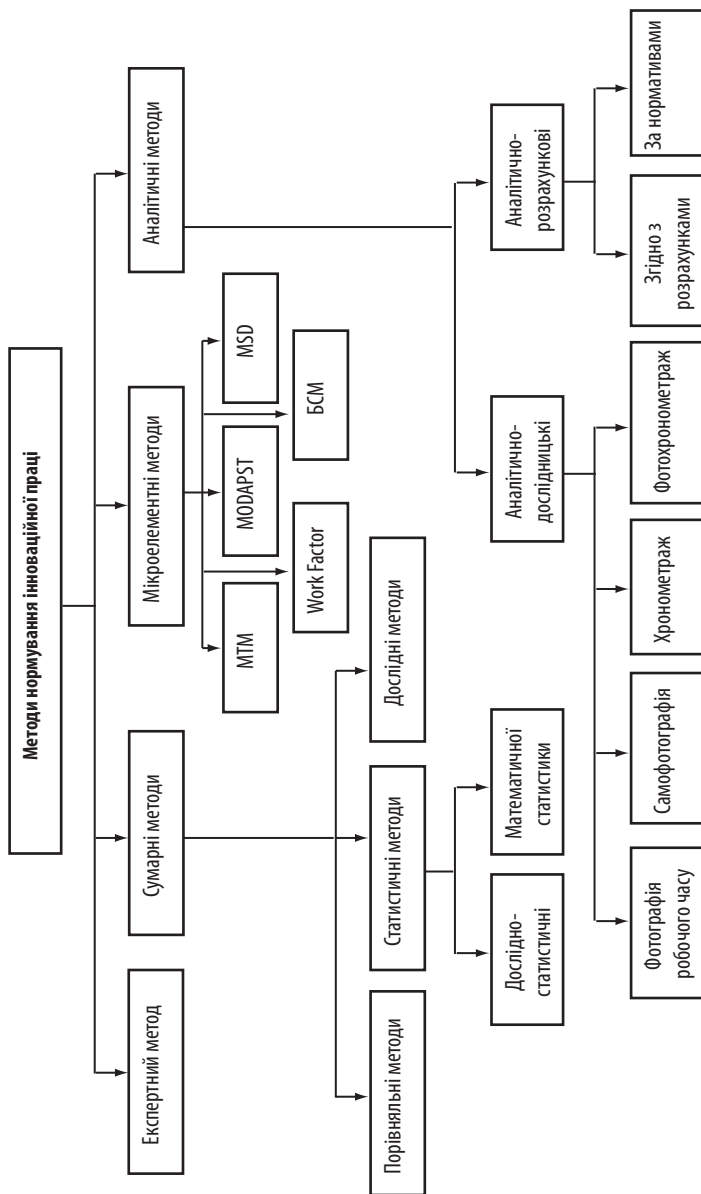 Методи нормування інноваційної праці
Експертний метод
Сумарні методи
Мікроелементні методи
Аналітичні методи
МТМ
MODAPST
MSD
Work Factor
БСМ
Порівняльні методи
Статистичні методи
Дослідні методи
Дослідно-
статистичні
Математичної
статистики
Аналітично-
дослідницькі
Аналітично-
розрахункові
Фотографія
робочого часу
Самофотографія
Хронометраж
Фотохронометраж
Згідно з
розрахунками
За нормативами